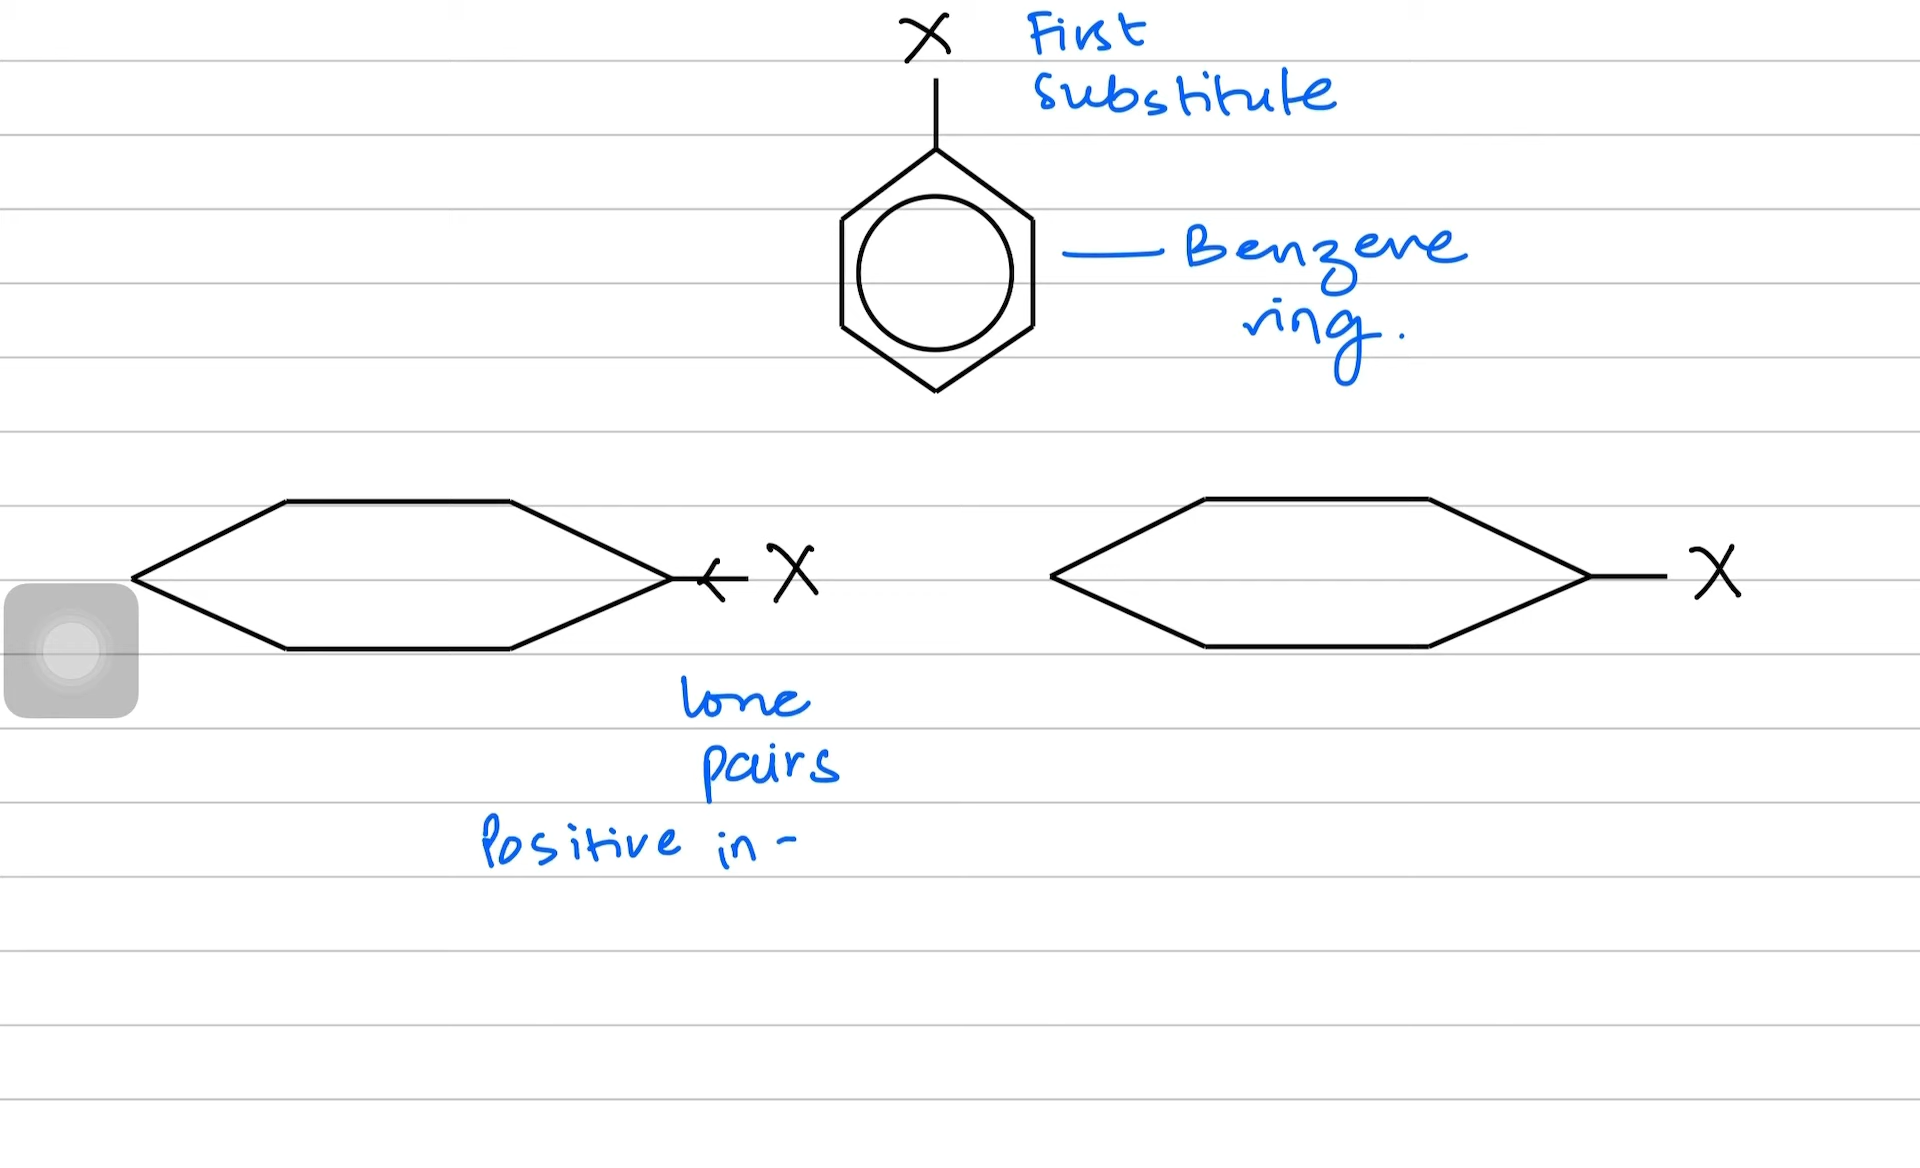 X First
substitute
Benzene
ring.
X
X
lone
pairs
Positive in -